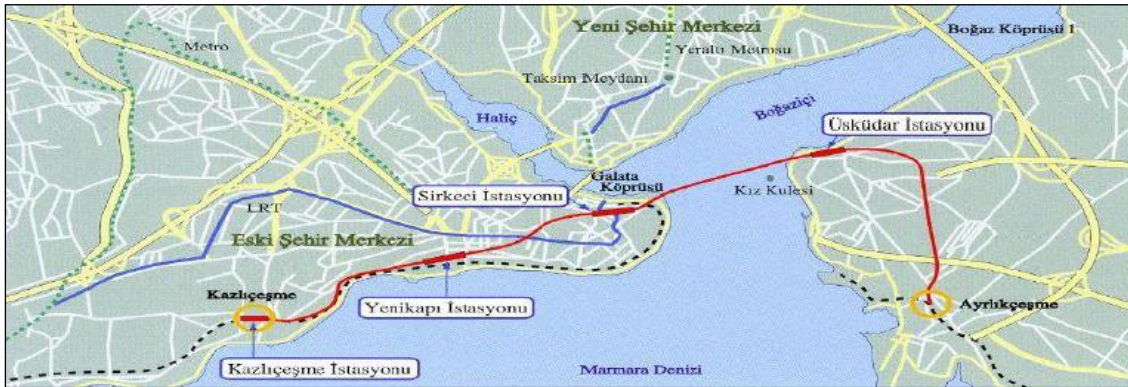 Yeni Şehir Merkezi
Boğaz Köprüsü 1
Metro
Yeraltı Metrosu
Taksim Meydanı
Haliç
Boğaziçi
Üsküdar İstasyonu
Galata
Köprüsü
Sirkeci İstasyonu
Kız Kulesi
LRT
Eski Şehir Merkezi
Kazlıçeşme
Yenikapı İstasyonu
Ayrlıkçeşme
Kazlıçeşme İstasyonu
Marmara Denizi